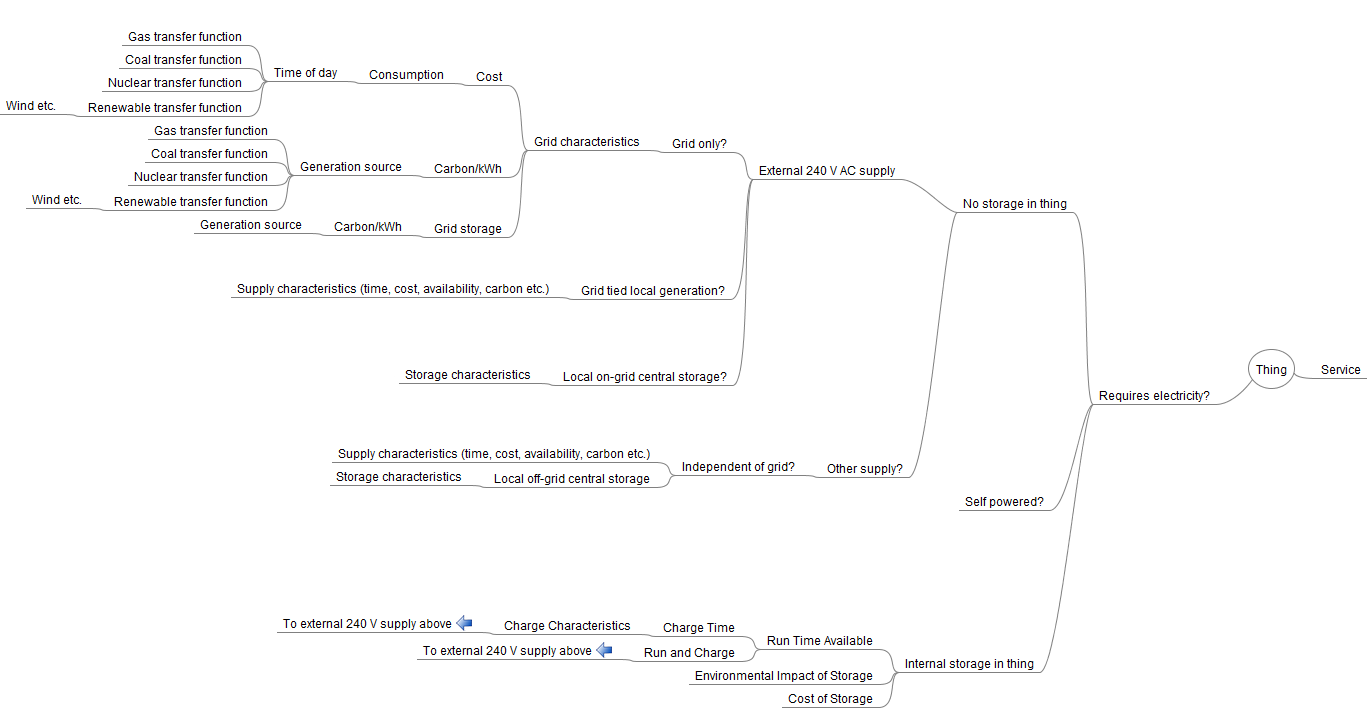 Gas transfer function
Coal transfer function
Nuclear transfer function
Wind etc.
Renewable transfer function
Time of day
Consumption
Cost
Gas transfer function
Coal transfer function
Nuclear transfer function
Wind etc.
Renewable transfer function
Generation source
Carbon/kWh
Generation source
Carbon/kWh
Grid storage
Grid characteristics
Grid only?
Supply characteristics (time, cost, availability, carbon etc.)
Grid tied local generation?
Storage characteristics
Local on-grid central storage?
External 240 V AC supply
Supply characteristics (time, cost, availability, carbon etc.)
Storage characteristics
Local off-grid central storage
Independent of grid?
Other supply?
No storage in thing
Self powered?
To external 240 V supply above
Charge Characteristics
Charge Time
To external 240 V supply above
Run and Charge
Run Time Available
Environmental Impact of Storage
Cost of Storage
Internal storage in thing
Requires electricity?
Thing
Service